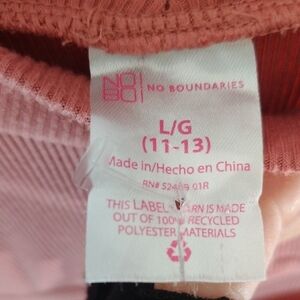 NO
BO
NO BOUNDARIES
L/G
(11-13)
Made in/Hecho en China
RN#
THIS LABEL YARN IS MADE
OUT OF 100% RECYCLED
POLYESTER MATERIALS